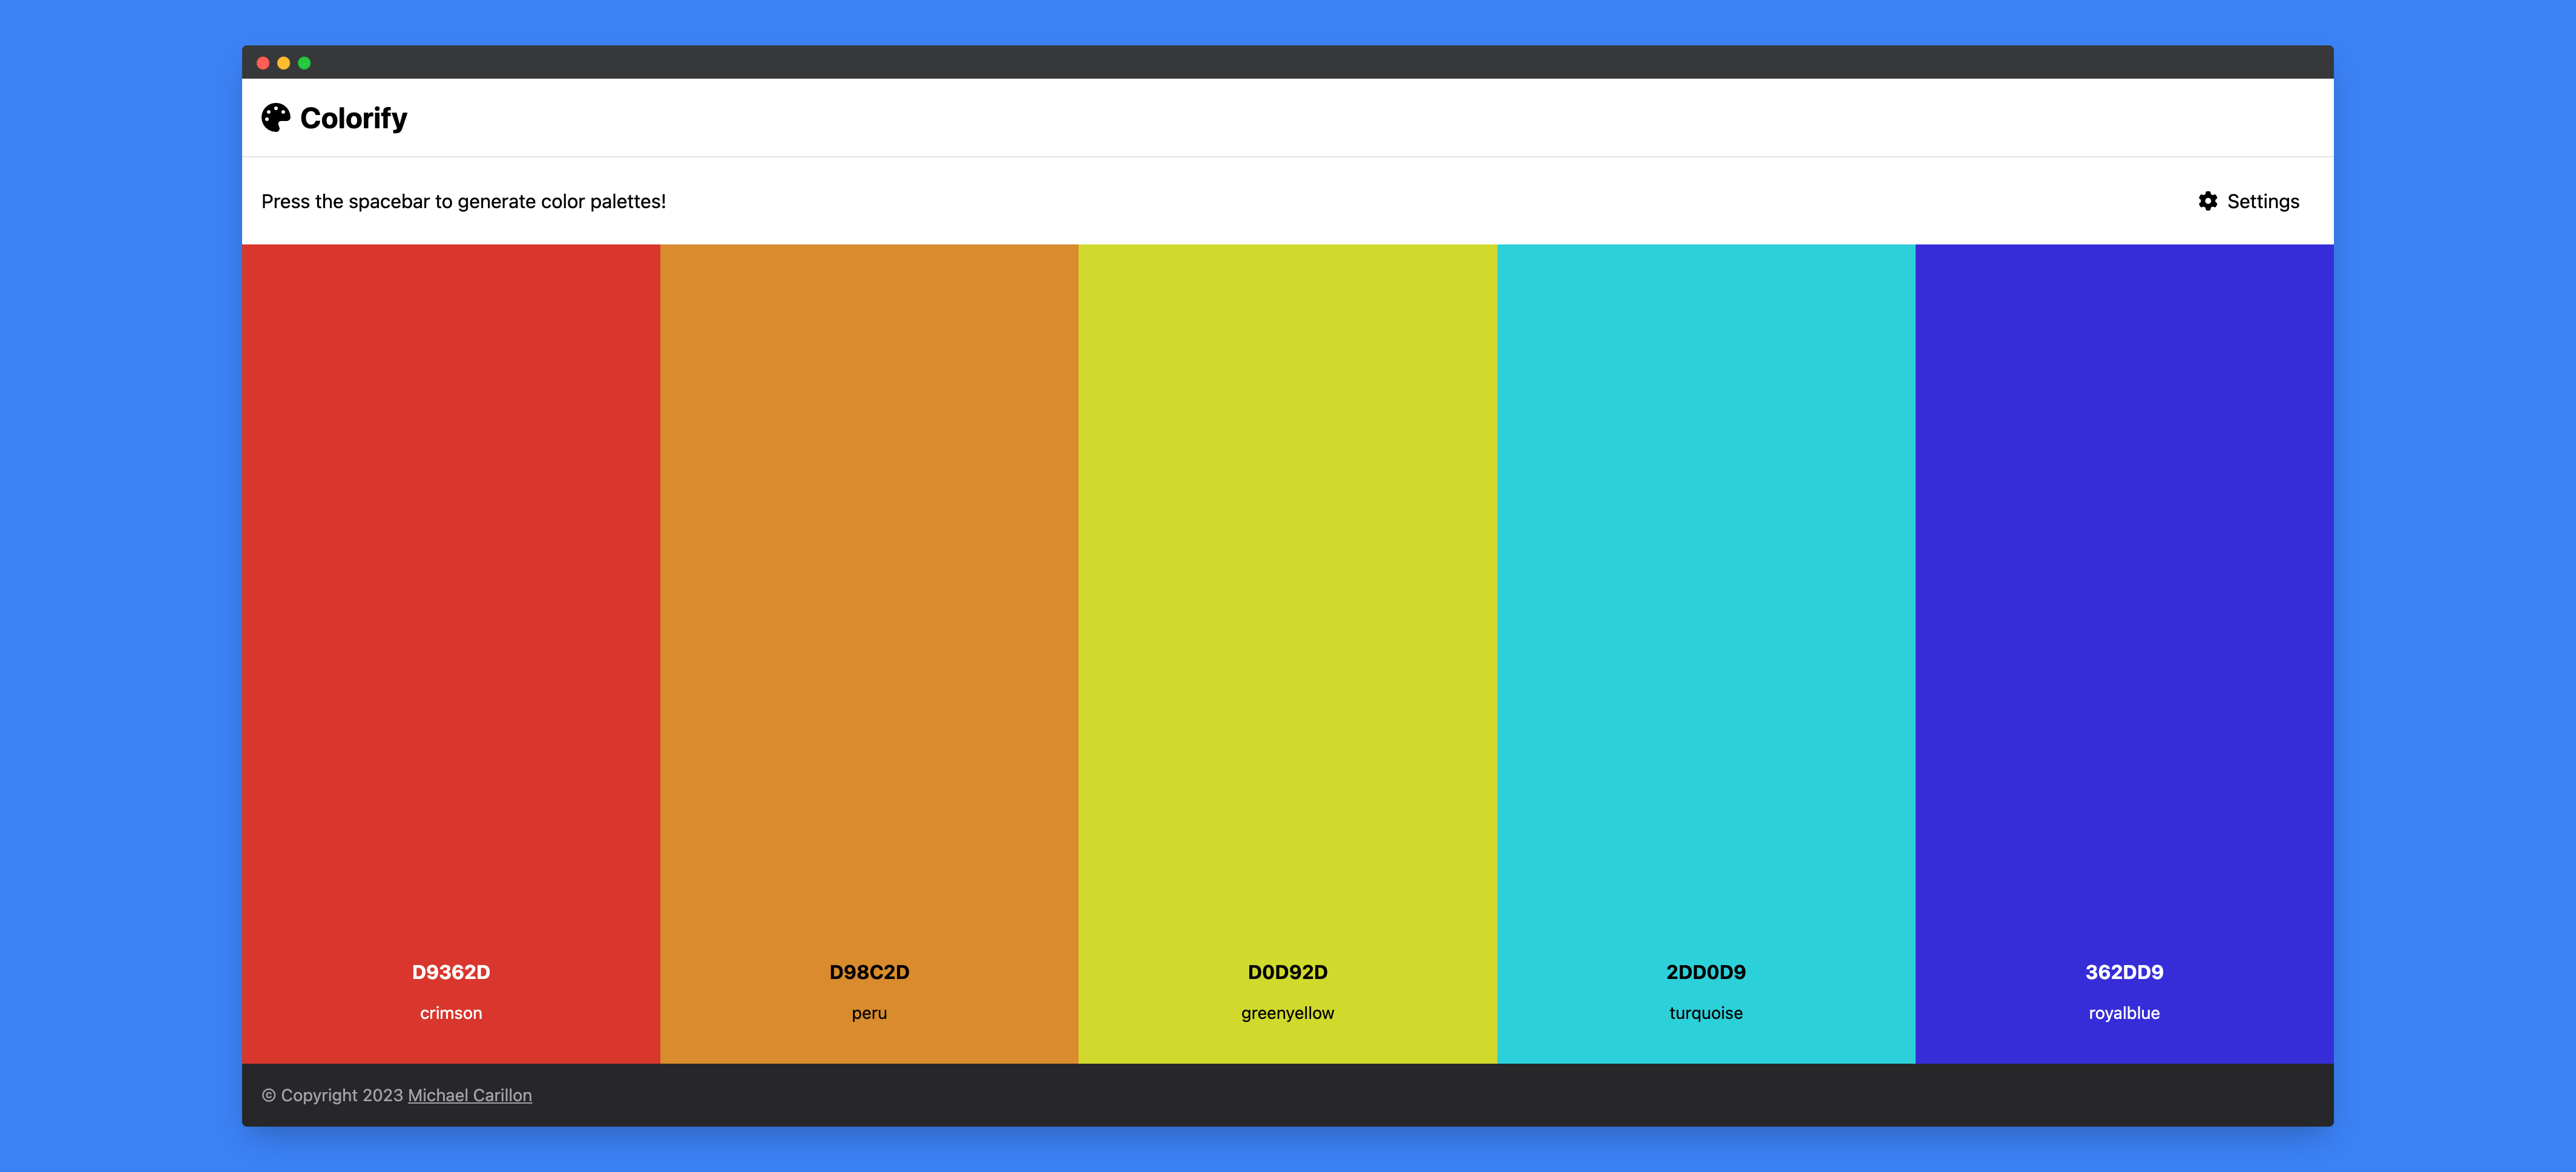 Colorify
Press the spacebar to generate color palettes!
Settings
D9362D
D98C2D
D0D92D
2DD0D9
362DD9
crimson
peru
greenyellow
turquoise
royalblue
© Copyright 2023 Michael Carillon